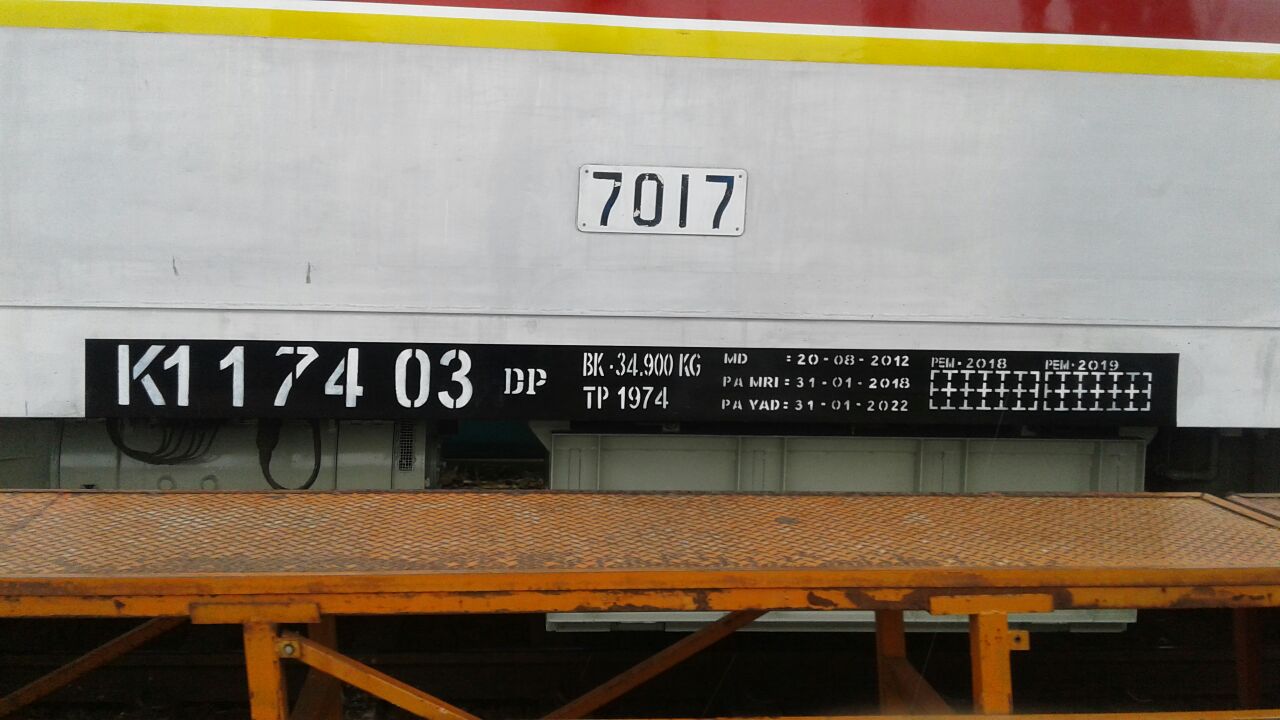 7017
K1 1 74 03 DP
BK·34.900 KG
TP 1974
MD : 20-08-2012
PA MRI : 31-01-2018
PA YAD : 31-01-2022
PEM·2018 PEM·2019